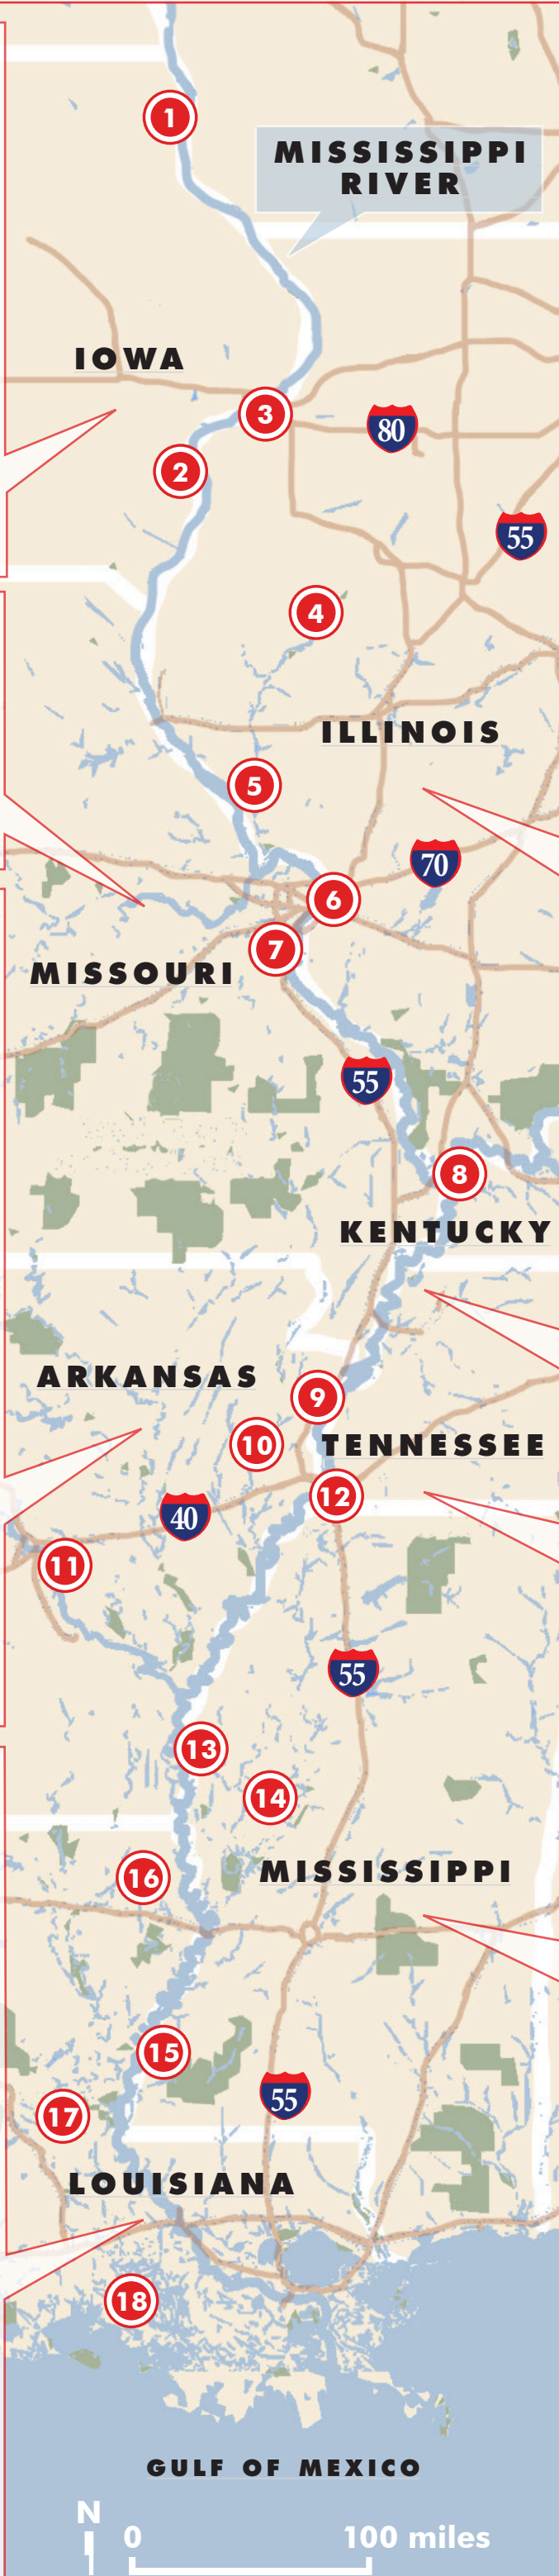 1
MISSISSIPPI
RIVER
IOWA
3
80
2
55
4
ILLINOIS
5
70
6
7
MISSOURI
55
8
KENTUCKY
ARKANSAS
9
10
TENNESSEE
12
40
11
55
13
14
MISSISSIPPI
16
15
55
17
LOUISIANA
18
GULF OF MEXICO
N
0 100 miles